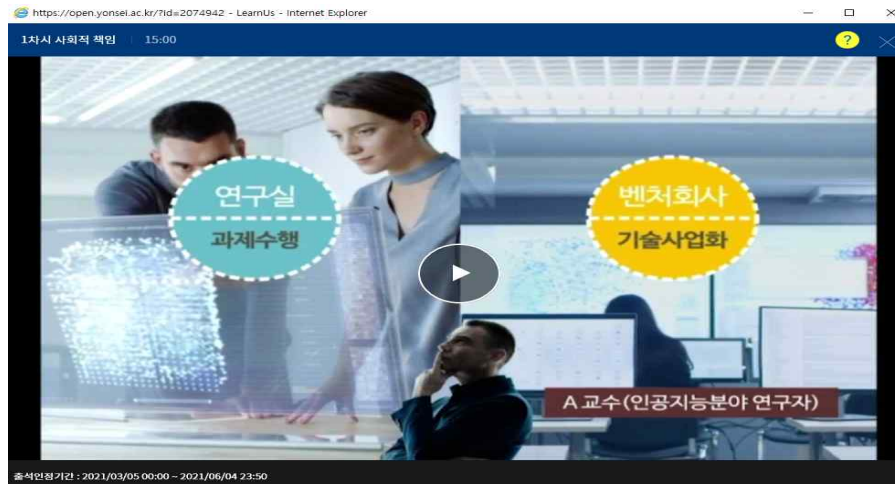 https://open.yonsei.ac.kr/?id=2074942 - LearnUs - Internet Explorer
1차시 사회적 책임 15:00
?
연구실
과제수행
벤처회사
기술사업화
A 교수(인공지능분야 연구자)
출석인정기간 : 2021/03/05 00:00 ~ 2021/06/04 23:50